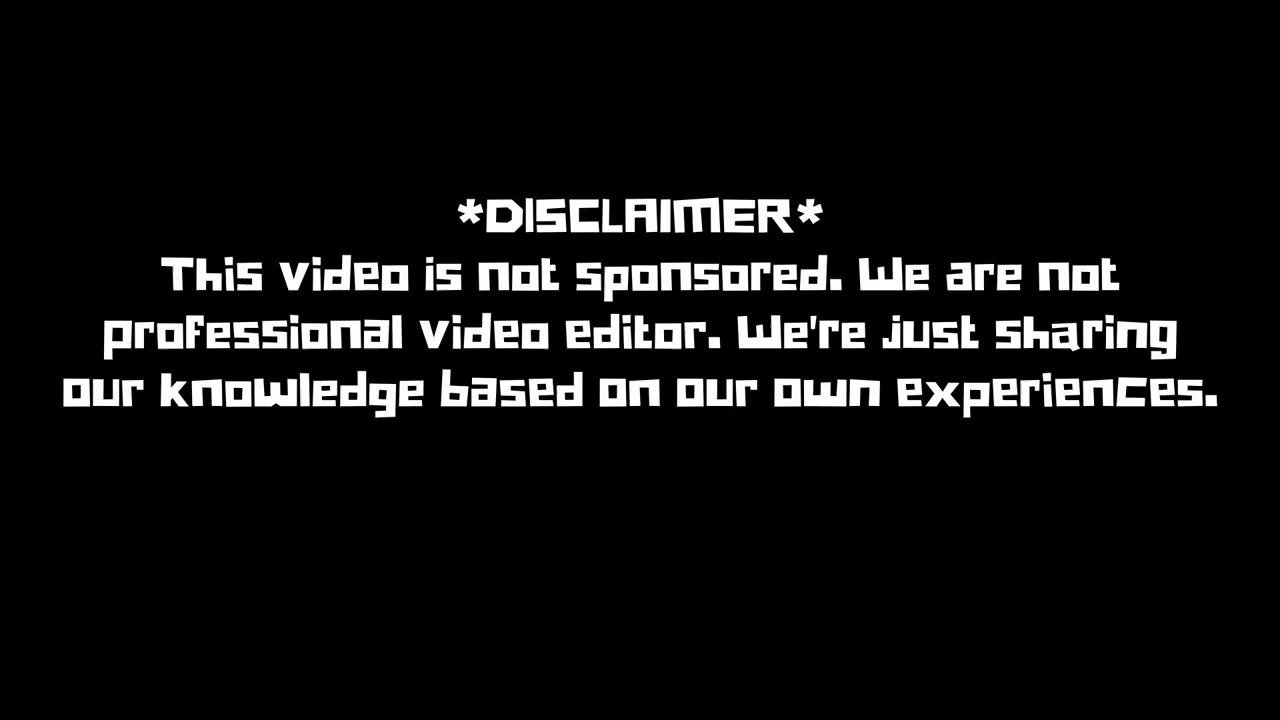 *DISCLAIMER*
This video is not sponsored. We are not
professional video editor. We're just sharing
our knowledge based on our own experiences.